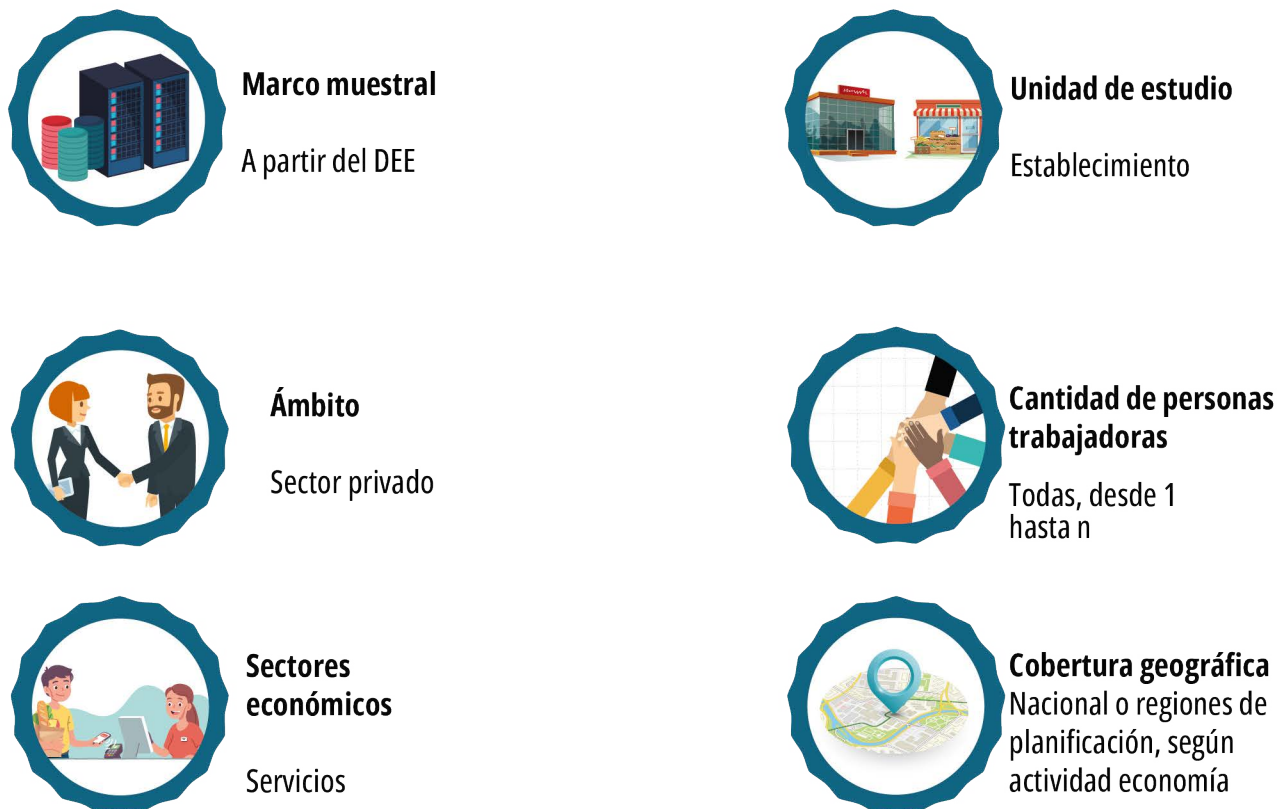 Marco muestral
A partir del DEE
Unidad de estudio
Establecimiento
Ámbito
Sector privado
Cantidad de personas
trabajadoras
Todas, desde 1
hasta n
Sectores
económicos
Servicios
Cobertura geográfica
Nacional o regiones de
planificación, según
actividad economía